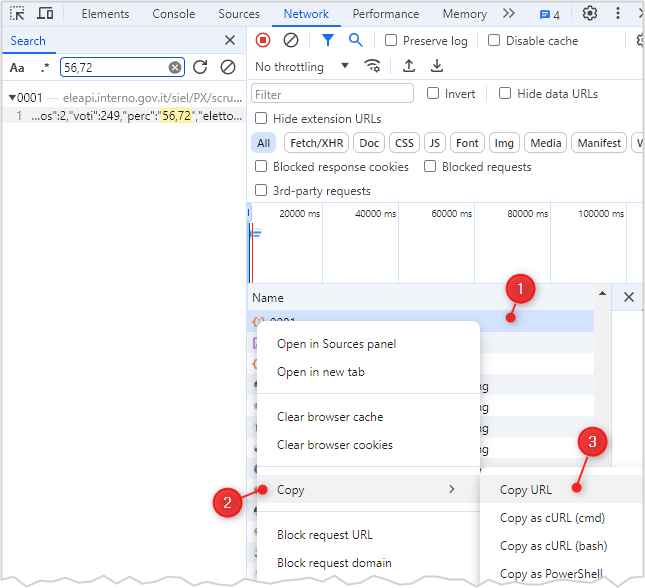 Elements Console Sources Network Performance Memory 4
Search
Preserve log Disable cache
Aa .* 56,72
No throttling
▼0001 eleapi.interno.gov.it/siel/PX/scru...
1 ...os":2,"voti":249,"perc":"56,72","eletto...
Filter Invert Hide data URLs
Hide extension URLs
All Fetch/XHR Doc CSS JS Font Img Media Manifest
Blocked response cookies Blocked requests
3rd-party requests
20000 ms 40000 ms 60000 ms 80000 ms 100000 ms
Name
1
0001
Open in Sources panel
Open in new tab
ng
Clear browser cache
ng
ng
Clear browser cookies
ng
3
2
Copy
Copy URL
Copy as cURL (cmd)
Block request URL
Copy as cURL (bash)
Block request domain
Copy as PowerShell